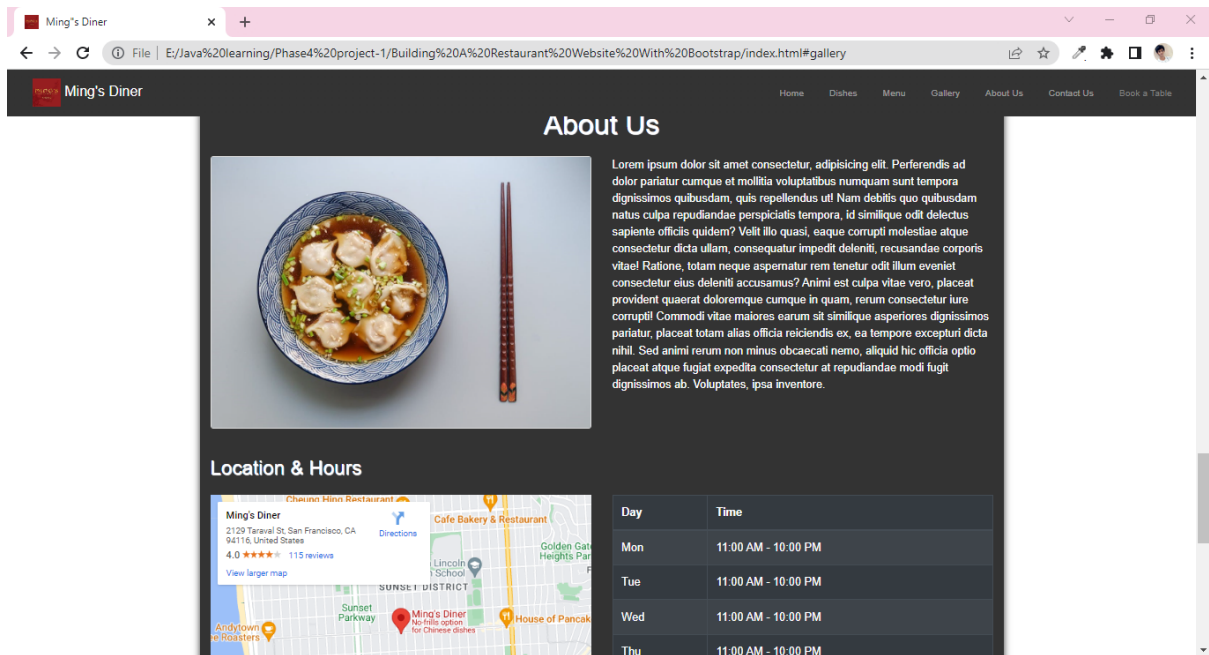 Ming"s Diner
File | E:/Java%20learning/Phase4%20project-1/Building%20A%20Restaurant%20Website%20With%20Bootstrap/index.html#gallery
Ming's Diner
Home Dishes Menu Gallery About Us Contact Us Book a Table
About Us
Lorem ipsum dolor sit amet consectetur, adipisicing elit. Perferendis ad
dolor pariatur cumque et mollitia voluptatibus numquam sunt tempora
dignissimos quibusdam, quis repellendus ut! Nam debitis quo quibusdam
natus culpa repudiandae perspiciatis tempora, id similique odit delectus
sapiente officiis quidem? Velit illo quasi, eaque corrupti molestiae atque
consectetur dicta ullam, consequatur impedit deleniti, recusandae corporis
vitae! Ratione, totam neque aspernatur rem tenetur odit illum eveniet
consectetur eius deleniti accusamus? Animi est culpa vitae vero, placeat
provident quaerat doloremque cumque in quam, rerum consectetur iure
corrupti! Commodi vitae maiores earum sit similique asperiores dignissimos
pariatur, placeat totam alias officia reiciendis ex, ea tempore excepturi dicta
nihil. Sed animi rerum non minus obcaecati nemo, aliquid hic officia optio
placeat atque fugiat expedita consectetur at repudiandae modi fugit
dignissimos ab. Voluptates, ipsa inventore.
Location & Hours
Cheung Hing Restaurant
Ming's Diner
2129 Taraval St, San Francisco, CA
94116, United States
4.0 115 reviews
View larger map
Directions
Cafe Bakery & Restaurant
Golden Gat
Heights Par
Lincoln
School
SUNSET DISTRICT
Sunset
Parkway
Ming's Diner
No-frills option
for Chinese dishes
House of Pancak
Andytown
ee Roasters
Day Time
Mon 11:00 AM - 10:00 PM
Tue 11:00 AM - 10:00 PM
Wed 11:00 AM - 10:00 PM
Thu 11:00 AM - 10:00 PM